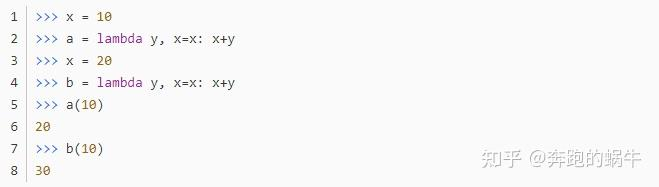 1 >>> x = 10
2 >>> a = lambda y, x=x: x+y
3 >>> x = 20
4 >>> b = lambda y, x=x: x+y
5 >>> a(10)
6 20
7 >>> b(10)
8 30
知乎 @奔跑的蜗牛